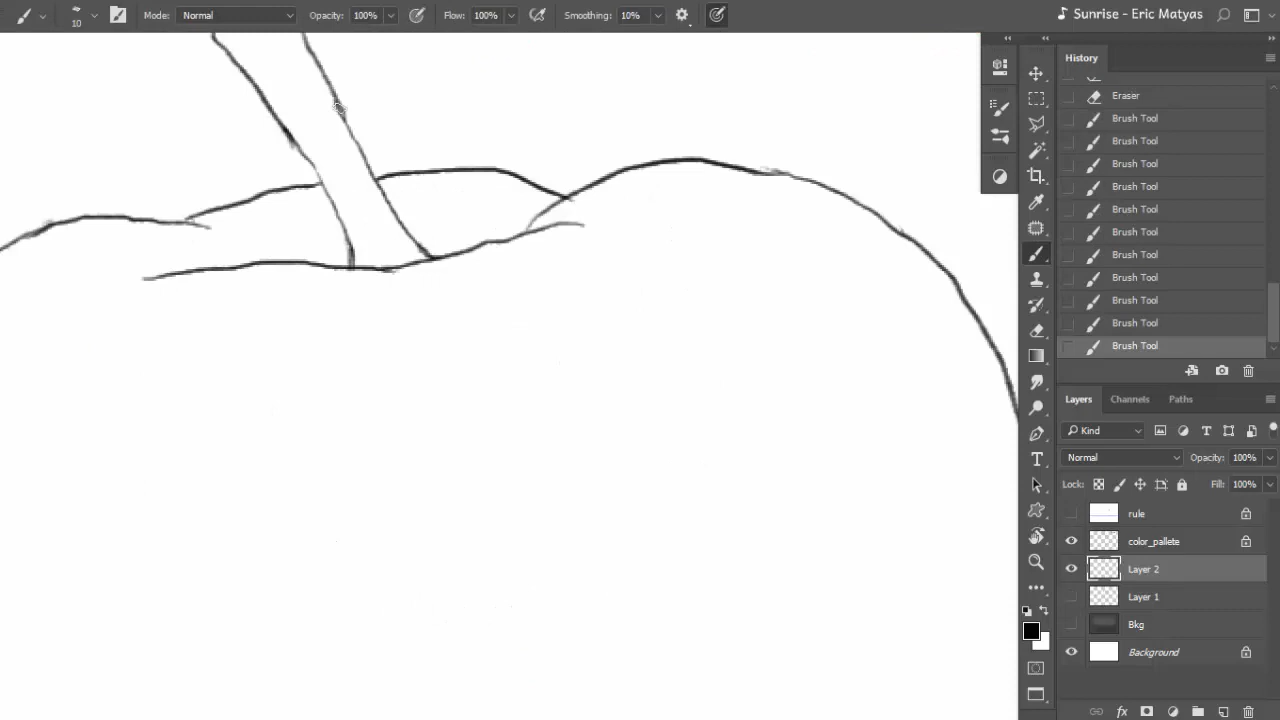 Mode: Normal Opacity: 100% Flow: 100% Smoothing: 10% Sunrise - Eric Matyas
10
History
Eraser
Brush Tool
Brush Tool
Brush Tool
Brush Tool
Brush Tool
Brush Tool
Brush Tool
Brush Tool
Brush Tool
Brush Tool
Brush Tool
Layers Channels Paths
Kind
Normal Opacity: 100%
Lock: Fill: 100%
rule
color_pallete
Layer 2
Layer 1
Bkg
Background